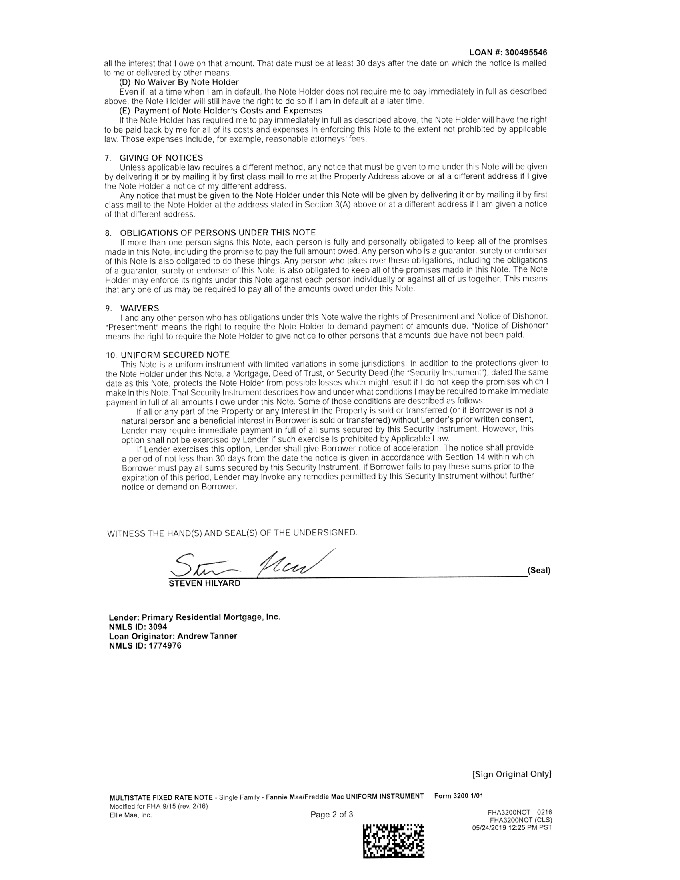 LOAN #: 300495546
all the interest that I owe on that amount. That date must be at least 30 days after the date on which the notice is mailed
to me or delivered by other means.
(D) No Waiver By Note Holder
Even if, at a time when I am in default, the Note Holder does not require me to pay immediately in full as described
above, the Note Holder will still have the right to do so if I am in default at a later time.
(E) Payment of Note Holder's Costs and Expenses
If the Note Holder has required me to pay immediately in full as described above, the Note Holder will have the right
to be paid back by me for all of its costs and expenses in enforcing this Note to the extent not prohibited by applicable
law. Those expenses include, for example, reasonable attorneys' fees.
7. GIVING OF NOTICES
Unless applicable law requires a different method, any notice that must be given to me under this Note will be given
by delivering it or by mailing it by first class mail to me at the Property Address above or at a different address if I give
the Note Holder a notice of my different address.
Any notice that must be given to the Note Holder under this Note will be given by delivering it or by mailing it by first
class mail to the Note Holder at the address stated in Section 3(A) above or at a different address if I am given a notice
of that different address.
8. OBLIGATIONS OF PERSONS UNDER THIS NOTE
If more than one person signs this Note, each person is fully and personally obligated to keep all of the promises
made in this Note, including the promise to pay the full amount owed. Any person who is a guarantor, surety or endorser
of this Note is also obligated to do these things. Any person who takes over these obligations, including the obligations
of a guarantor, surety or endorser of this Note, is also obligated to keep all of the promises made in this Note. The Note
Holder may enforce its rights under this Note against each person individually or against all of us together. This means
that any one of us may be required to pay all of the amounts owed under this Note.
9. WAIVERS
I and any other person who has obligations under this Note waive the rights of Presentment and Notice of Dishonor.
"Presentment" means the right to require the Note Holder to demand payment of amounts due. "Notice of Dishonor"
means the right to require the Note Holder to give notice to other persons that amounts due have not been paid.
10. UNIFORM SECURED NOTE
This Note is a uniform instrument with limited variations in some jurisdictions. In addition to the protections given to
the Note Holder under this Note, a Mortgage, Deed of Trust, or Security Deed (the "Security Instrument"), dated the same
date as this Note, protects the Note Holder from possible losses which might result if I do not keep the promises which I
make in this Note. That Security Instrument describes how and under what conditions I may be required to make immediate
payment in full of all amounts I owe under this Note. Some of those conditions are described as follows:
If all or any part of the Property or any Interest in the Property is sold or transferred (or if Borrower is not a
natural person and a beneficial interest in Borrower is sold or transferred) without Lender's prior written consent,
Lender may require immediate payment in full of all sums secured by this Security Instrument. However, this
option shall not be exercised by Lender if such exercise is prohibited by Applicable Law.
If Lender exercises this option, Lender shall give Borrower notice of acceleration. The notice shall provide
a period of not less than 30 days from the date the notice is given in accordance with Section 14 within which
Borrower must pay all sums secured by this Security Instrument. If Borrower fails to pay these sums prior to the
expiration of this period, Lender may invoke any remedies permitted by this Security Instrument without further
notice or demand on Borrower.
WITNESS THE HAND(S) AND SEAL(S) OF THE UNDERSIGNED.
(Seal)
STEVEN HILYARD
Lender: Primary Residential Mortgage, Inc.
NMLS ID: 3094
Loan Originator: Andrew Tanner
NMLS ID: 1774976
[Sign Original Only]
MULTISTATE FIXED RATE NOTE - Single Family - Fannie Mae/Freddie Mac UNIFORM INSTRUMENT Form 3200 1/01
Modified for FHA 9/15 (rev. 2/16)
Ellie Mae, Inc. Page 2 of 3 FHA3200NOT 0216
FHA3200NOT (CLS)
05/24/2019 12:25 PM PST